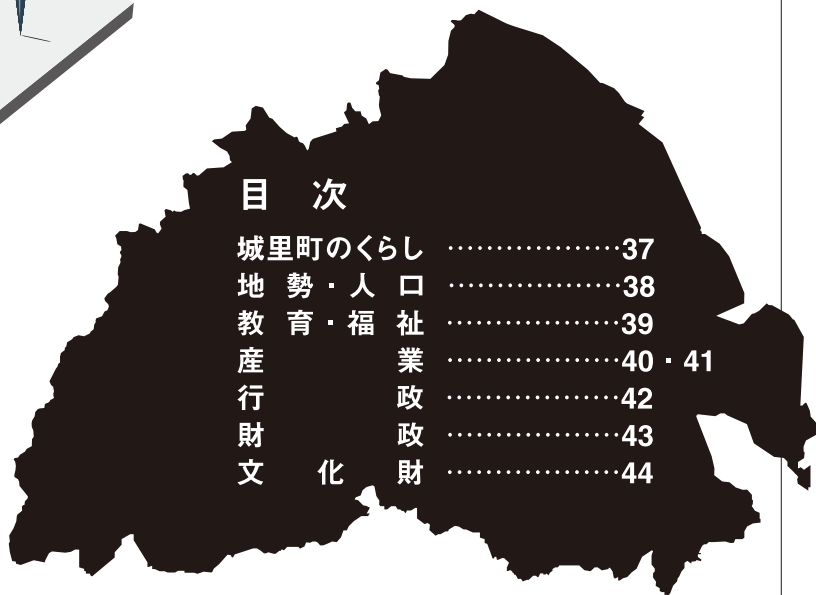 目　次
城里町のくらし ………………37
地　勢・人　口 ………………38
教　育・福　祉 ………………39
産　　　　　業 ………………40・41
行　　　　　政 ………………42
財　　　　　政 ………………43
文　　化　　財 ………………44